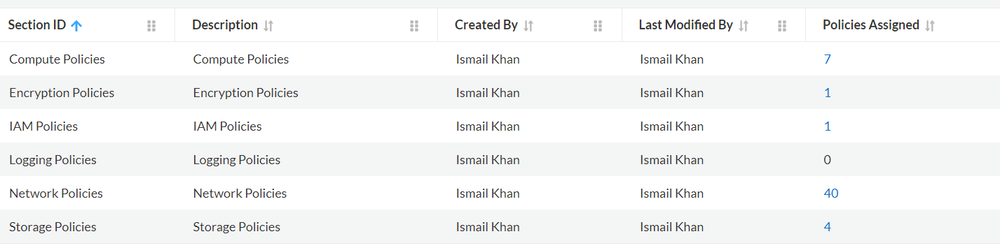 Section ID Description Created By Last Modified By Policies Assigned
Compute Policies Compute Policies Ismail Khan Ismail Khan 7
Encryption Policies Encryption Policies Ismail Khan Ismail Khan 1
IAM Policies IAM Policies Ismail Khan Ismail Khan 1
Logging Policies Logging Policies Ismail Khan Ismail Khan 0
Network Policies Network Policies Ismail Khan Ismail Khan 40
Storage Policies Storage Policies Ismail Khan Ismail Khan 4